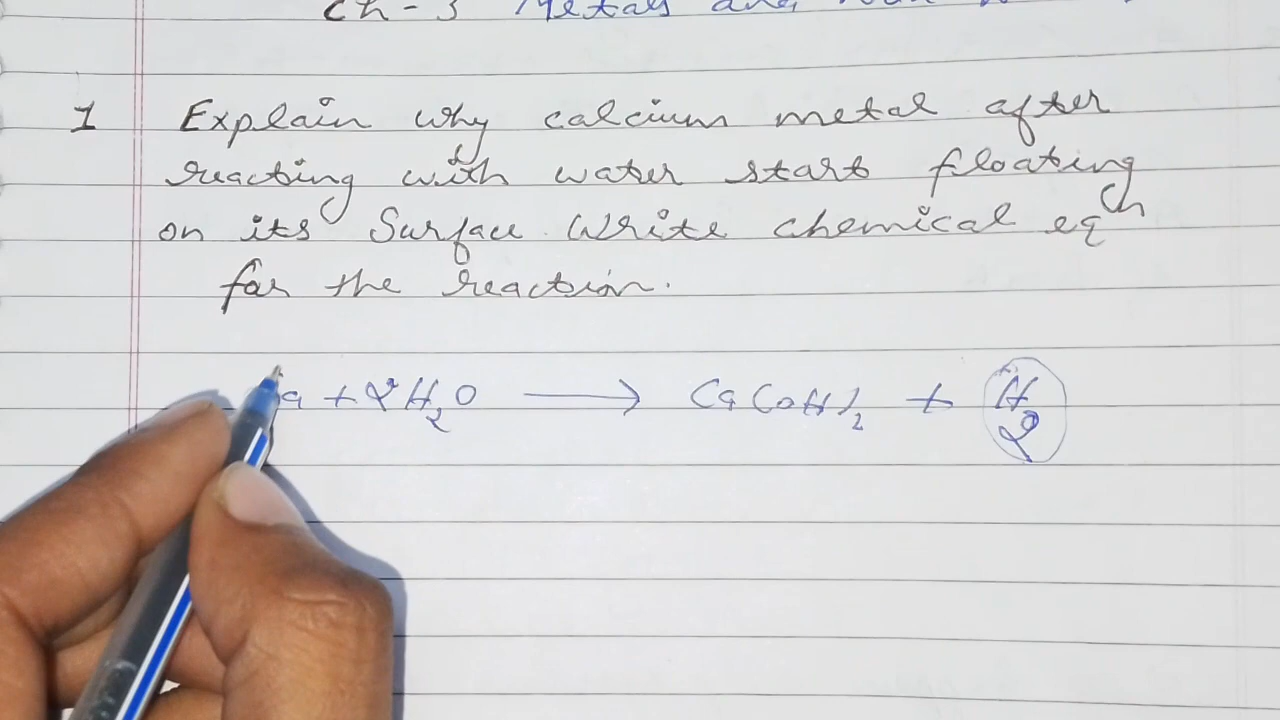 Ch - 3 Metals and
1 Explain why calcium metal after
reacting with water start floating
on its Surface. Write chemical eqn
for the reaction.
a + 2H₂O ⟶ Ca(OH)₂ + H₂